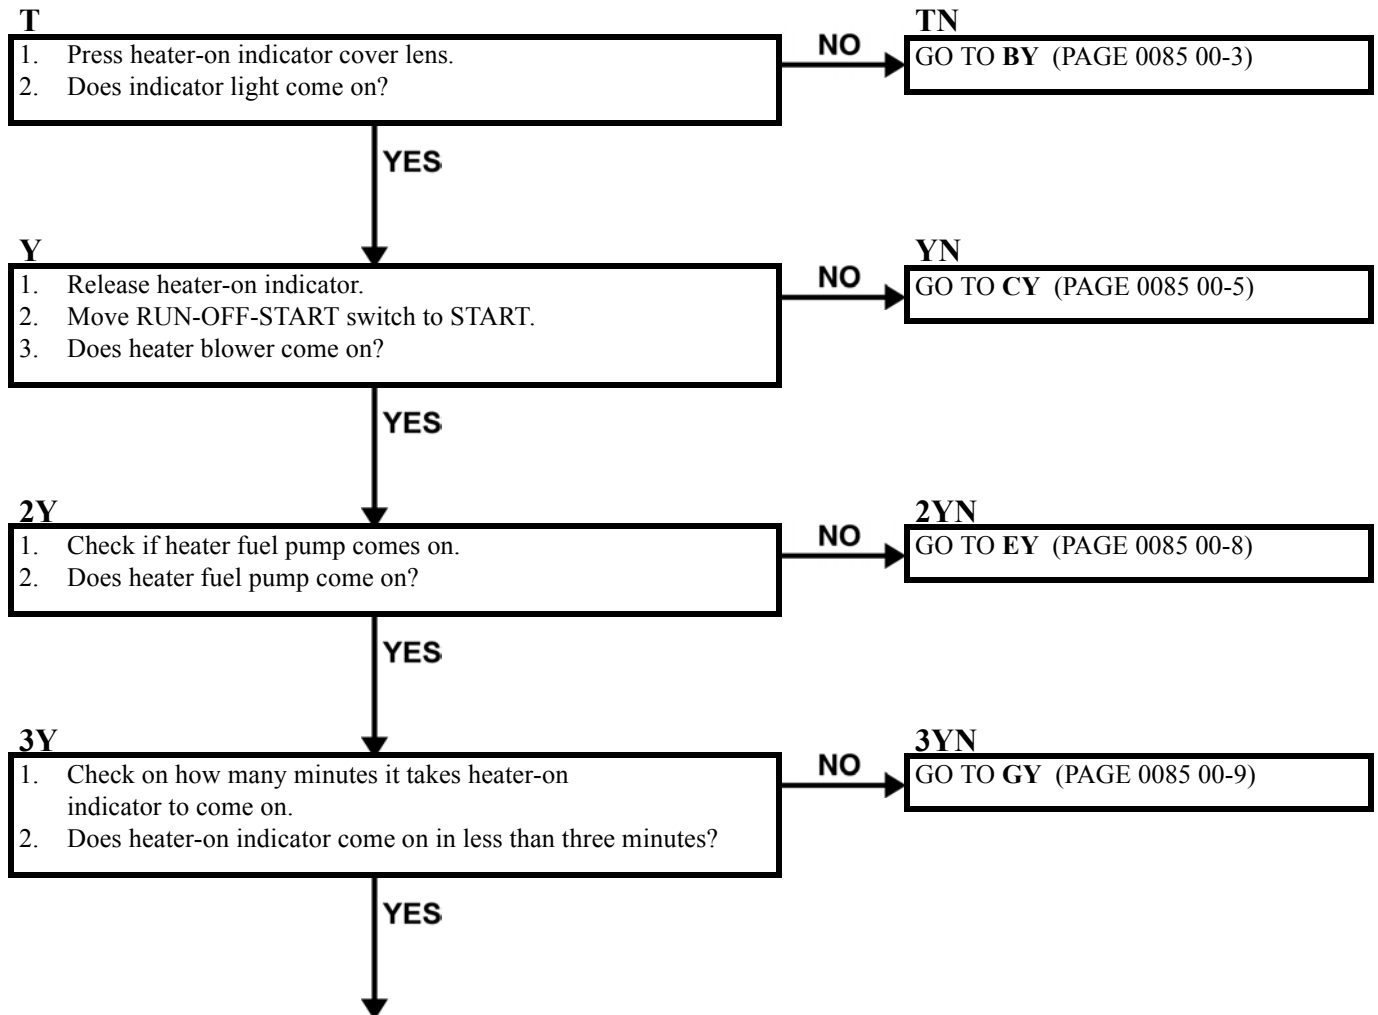 T
1. Press heater-on indicator cover lens.
2. Does indicator light come on?
NO
TN
GO TO BY (PAGE 0085 00-3)
YES
Y
1. Release heater-on indicator.
2. Move RUN-OFF-START switch to START.
3. Does heater blower come on?
NO
YN
GO TO CY (PAGE 0085 00-5)
YES
2Y
1. Check if heater fuel pump comes on.
2. Does heater fuel pump come on?
NO
2YN
GO TO EY (PAGE 0085 00-8)
YES
3Y
1. Check on how many minutes it takes heater-on
indicator to come on.
2. Does heater-on indicator come on in less than three minutes?
NO
3YN
GO TO GY (PAGE 0085 00-9)
YES